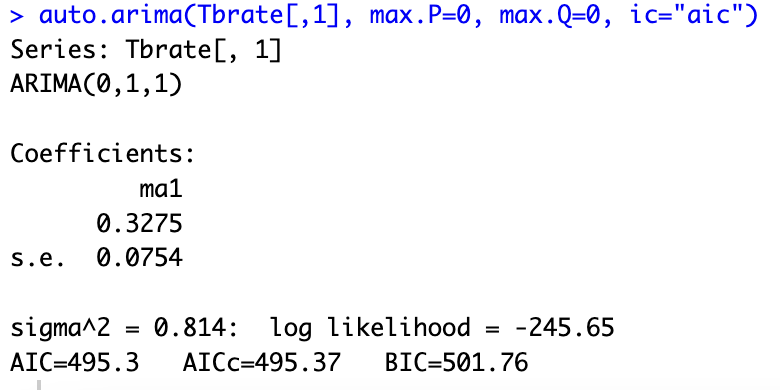 > auto.arima(Tbrate[,1], max.P=0, max.Q=0, ic="aic")
Series: Tbrate[, 1]
ARIMA(0,1,1)
Coefficients:
ma1
0.3275
s.e.  0.0754
sigma^2 = 0.814:  log likelihood = -245.65
AIC=495.3   AICc=495.37   BIC=501.76